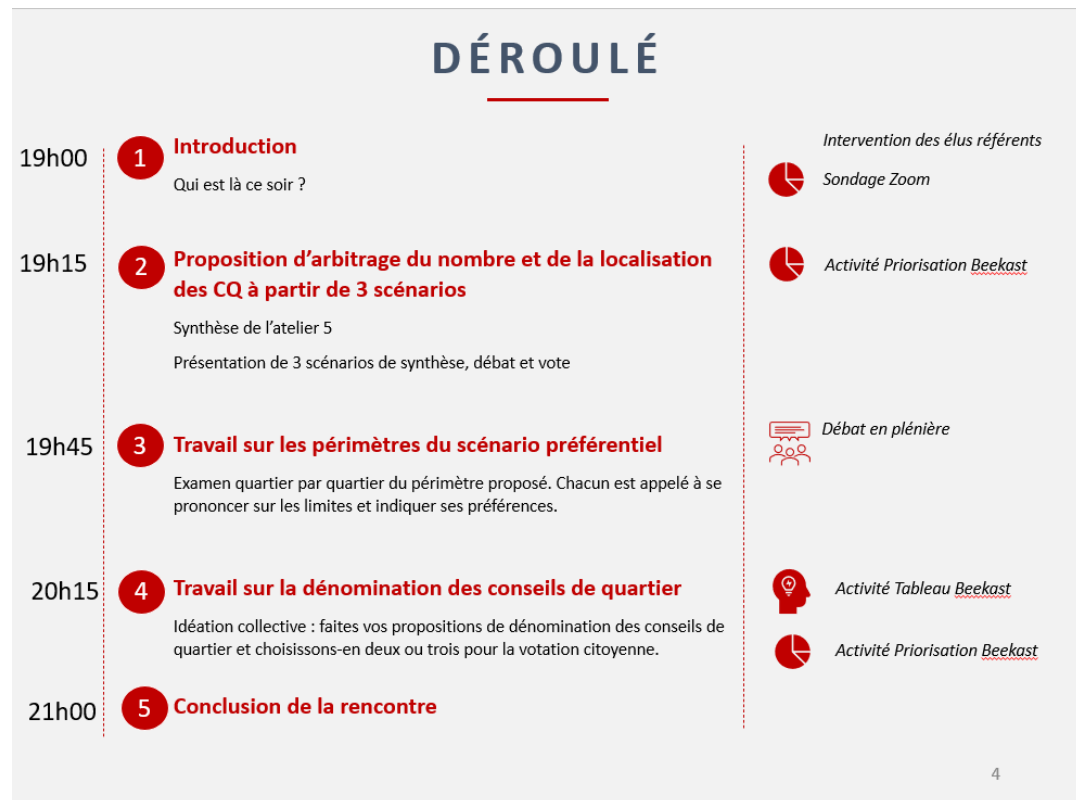 DÉROULÉ
19h00
1
Introduction
Qui est là ce soir ?
Intervention des élus référents
Sondage Zoom
19h15
2
Proposition d’arbitrage du nombre et de la localisation
des CQ à partir de 3 scénarios
Synthèse de l’atelier 5
Présentation de 3 scénarios de synthèse, débat et vote
Activité Priorisation Beekast
19h45
3
Travail sur les périmètres du scénario préférentiel
Examen quartier par quartier du périmètre proposé. Chacun est appelé à se
prononcer sur les limites et indiquer ses préférences.
Débat en plénière
20h15
4
Travail sur la dénomination des conseils de quartier
Idéation collective : faites vos propositions de dénomination des conseils de
quartier et choisissons-en deux ou trois pour la votation citoyenne.
Activité Tableau Beekast
Activité Priorisation Beekast
21h00
5
Conclusion de la rencontre
4